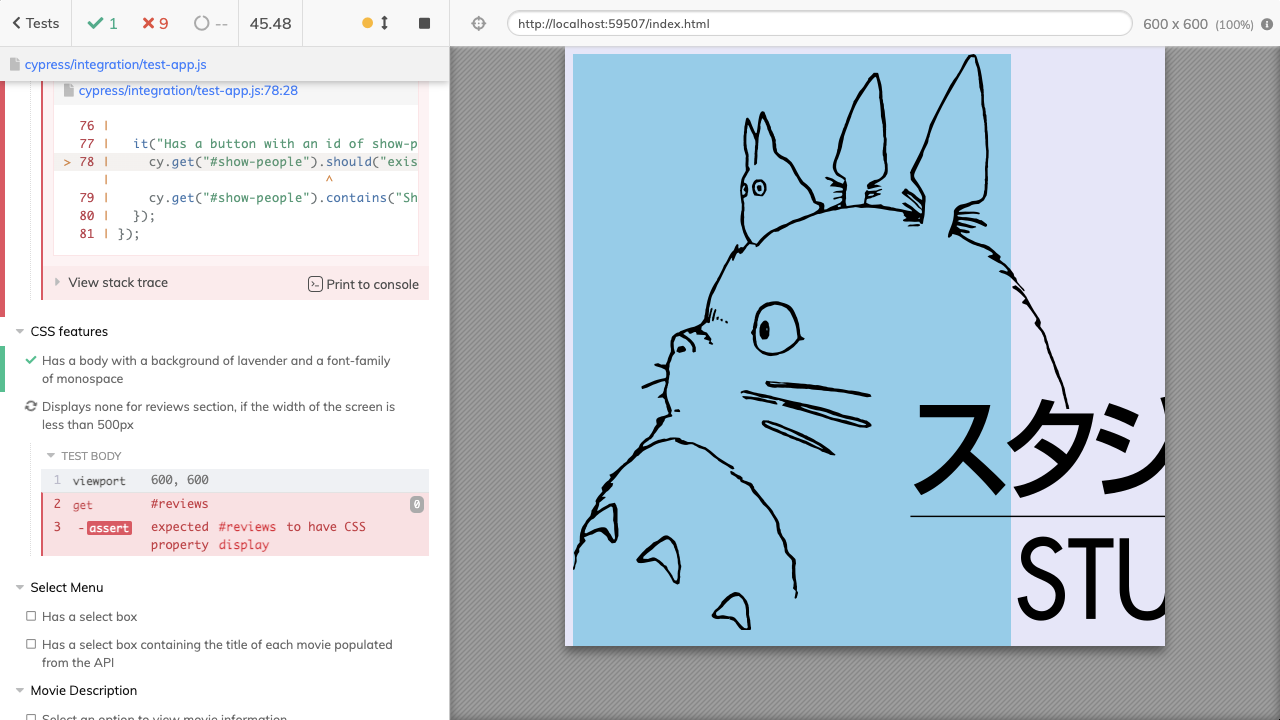 Tests
1
9
--
45.48
http://localhost:59507/index.html
600 x 600 (100%)
cypress/integration/test-app.js
cypress/integration/test-app.js:78:28
76 |
77 | it("Has a button with an id of show-p
> 78 | cy.get("#show-people").should("exis
| ^
79 | cy.get("#show-people").contains("Sh
80 | });
81 | });
View stack trace
Print to console
CSS features
Has a body with a background of lavender and a font-family
of monospace
Displays none for reviews section, if the width of the screen is
less than 500px
TEST BODY
1 viewport 600, 600
2 get #reviews 0
3 -assert expected #reviews to have CSS
property display
Select Menu
Has a select box
Has a select box containing the title of each movie populated
from the API
Movie Description
Select an option to view movie information
スタシ
STU